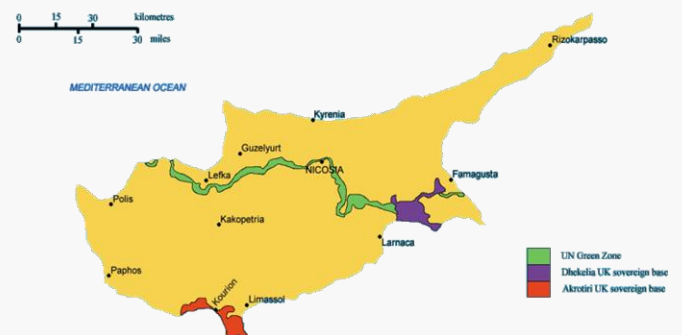 0 15 30 kilometres
0 15 30 miles
MEDITERRANEAN OCEAN
Rizokarpasso
Kyrenia
Guzelyurt
NICOSIA
Lefka
Famagusta
Polis
Kakopetria
Larnaca
Paphos
Kourion
Limassol
UN Green Zone
Dhekelia UK sovereign base
Akrotiri UK sovereign base